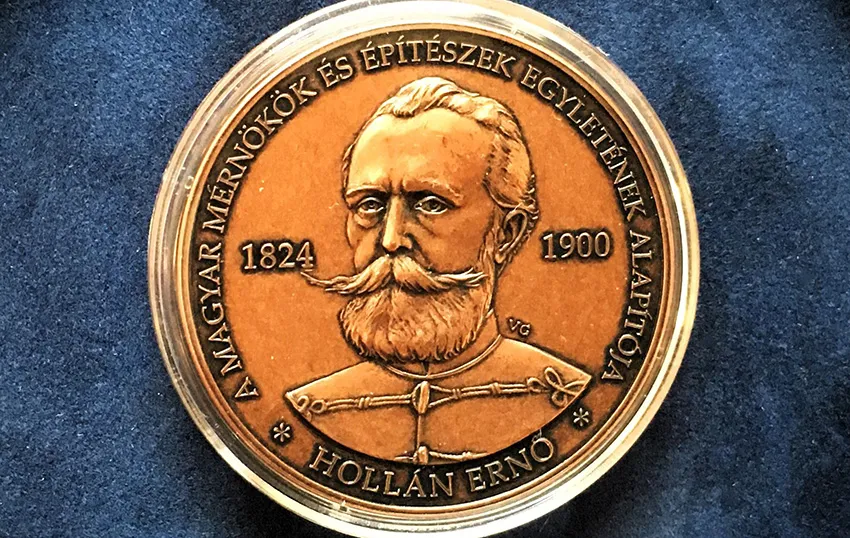 A MAGYAR MÉRNÖKÖK ÉS ÉPÍTÉSZEK EGYLETÉNEK ALAPÍTÓJA
1824
1900
VG
* HOLLÁN ERNŐ *